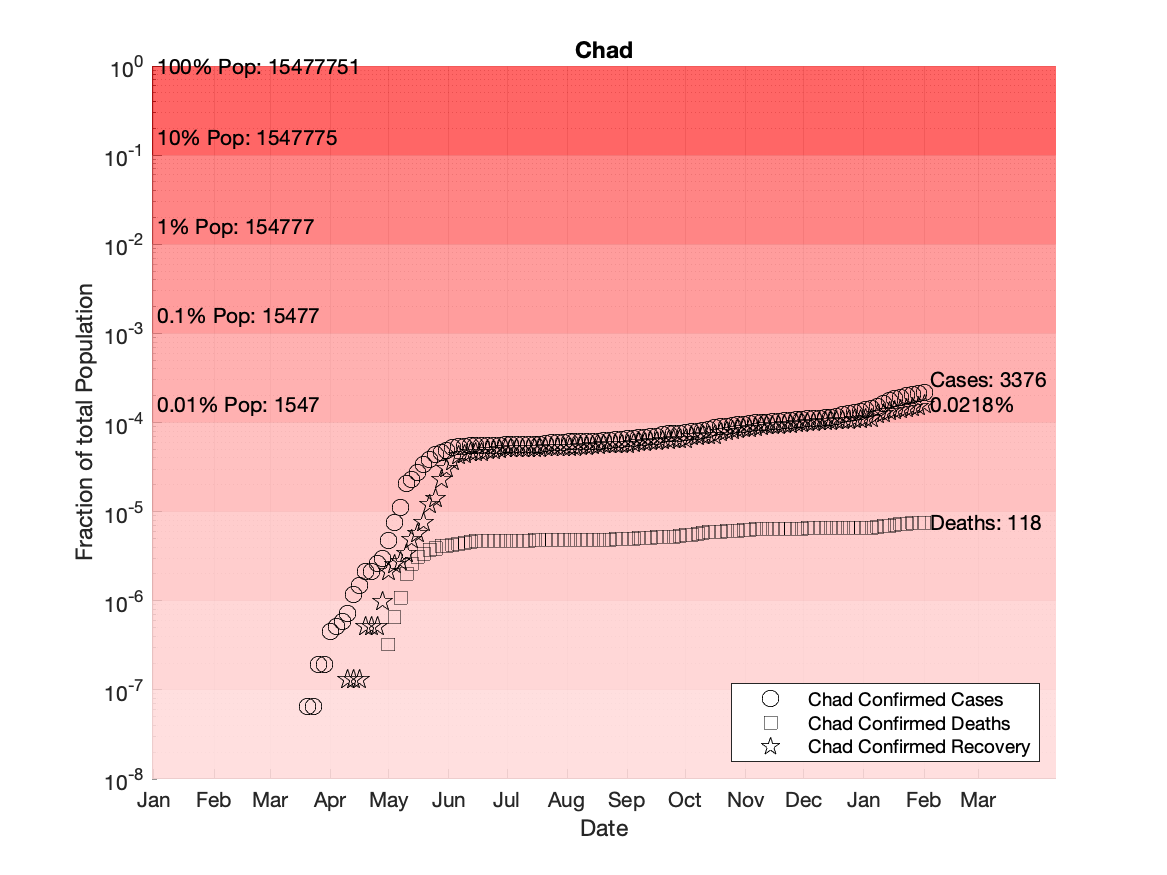 Chad
10^0
10^-1
10^-2
10^-3
10^-4
10^-5
10^-6
10^-7
10^-8
Fraction of total Population
100% Pop: 15477751
10% Pop: 1547775
1% Pop: 154777
0.1% Pop: 15477
0.01% Pop: 1547
Cases: 3376
0.0218%
Deaths: 118
Chad Confirmed Cases
Chad Confirmed Deaths
Chad Confirmed Recovery
Jan Feb Mar Apr May Jun Jul Aug Sep Oct Nov Dec Jan Feb Mar
Date